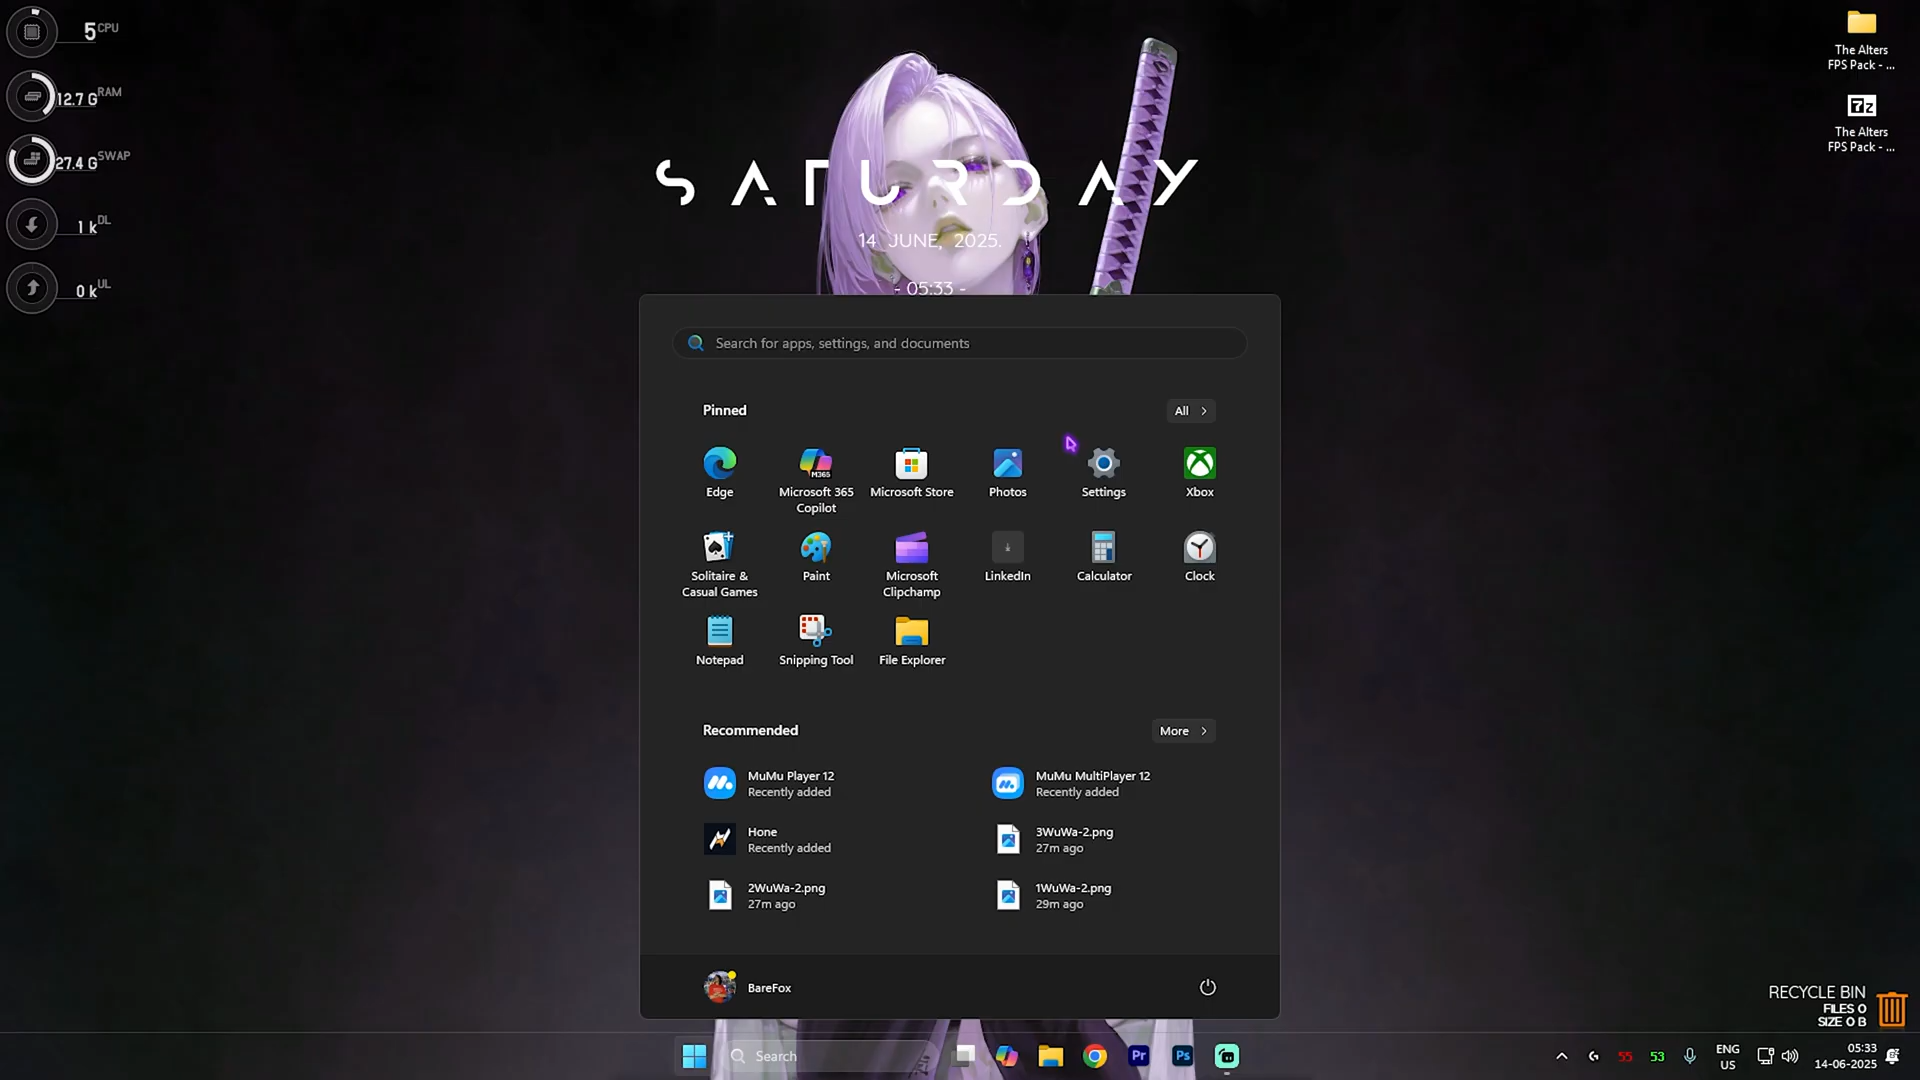 5 CPU
12.7 G RAM
27.4 G SWAP
1 k DL
0 k UL
The Alters
FPS Pack - ...
7z
The Alters
FPS Pack - ...
SATURDAY
14 JUNE, 2025.
- 05:33 -
Search for apps, settings, and documents
Pinned
All
M365
Edge
Microsoft 365
Copilot
Microsoft Store
Photos
Settings
Xbox
Solitaire &
Casual Games
Paint
Microsoft
Clipchamp
LinkedIn
Calculator
Clock
Notepad
Snipping Tool
File Explorer
Recommended
More
MuMu Player 12
Recently added
MuMu MultiPlayer 12
Recently added
Hone
Recently added
3WuWa-2.png
27m ago
2WuWa-2.png
27m ago
1WuWa-2.png
29m ago
BareFox
RECYCLE BIN
FILES 0
SIZE 0 B
Search
Pr
Ps
55
53
ENG
US
05:33
14-06-2025